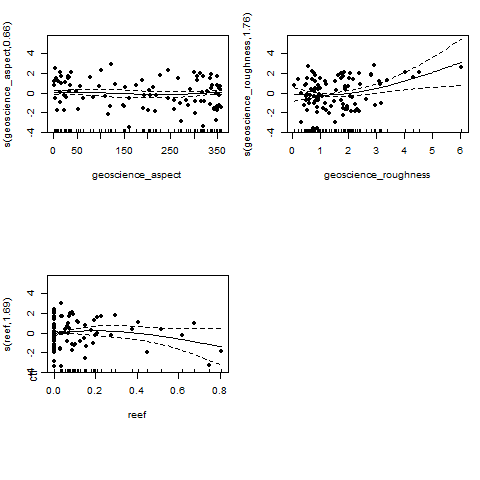 s(geoscience_aspect,0.66)
4
2
0
-2
-4
0 50 150 250 350
geoscience_aspect
s(geoscience_roughness,1.76)
4
2
0
-2
-4
0 1 2 3 4 5 6
geoscience_roughness
s(reef,1.69)
4
2
0
-2
-4
0.0 0.2 0.4 0.6 0.8
reef